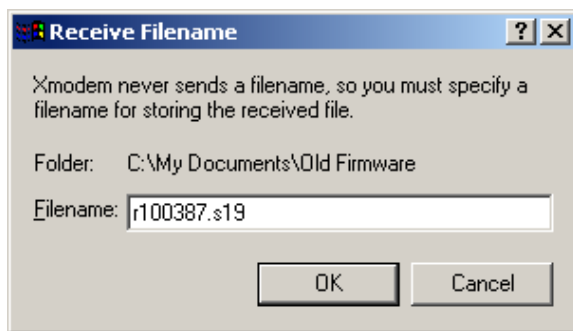 Receive Filename
Xmodem never sends a filename, so you must specify a
filename for storing the received file.
Folder: C:\My Documents\Old Firmware
Filename: r100387.s19
OK Cancel